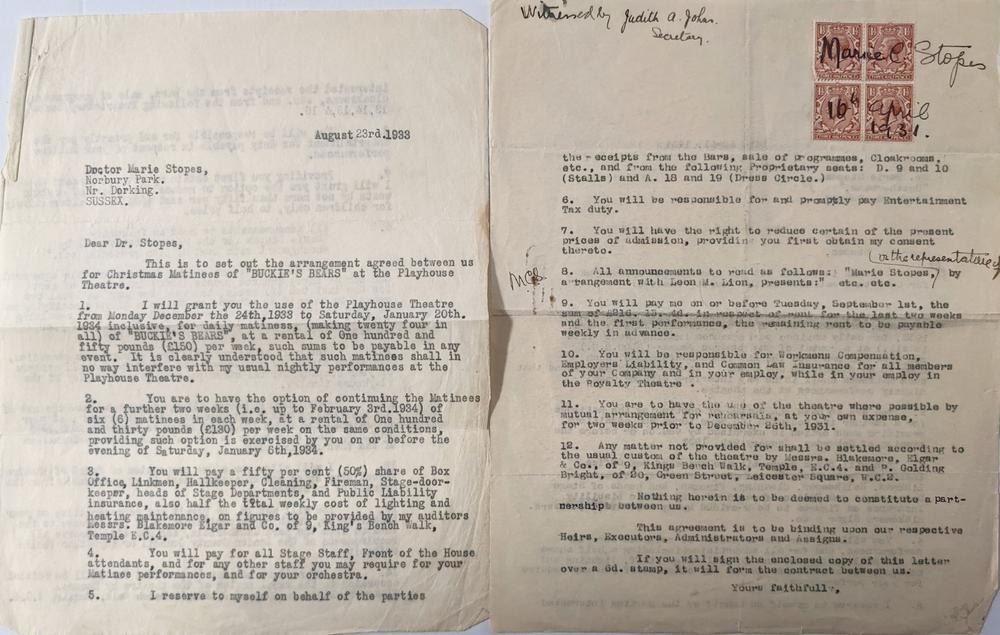 August 23rd.1933
Doctor Marie Stopes,
Norbury Park.
Nr. Dorking.
SUSSEX.
Dear Dr. Stopes,
This is to set out the arrangement agreed between us
for Christmas Matinees of "BUCKIE'S BEARS" at the Playhouse
Theatre.
1. I will grant you the use of the Playhouse Theatre
from Monday December the 24th,1933 to Saturday, January 20th.
1934 inclusive, for daily matiness, (making twenty four in
all) of "BUCKIE'S BEARS", at a rental of One hundred and
fifty pounds (£150) per week, such sums to be payable in any
event. It is clearly understood that such matinees shall in
no way interfere with my usual nightly performances at the
Playhouse Theatre.
2. You are to have the option of continuing the Matinees
for a further two weeks (i.e. up to February 3rd.1934) of
six (6) matinees in each week, at a rental of One hundred
and thirty pounds (£130) per week on the same conditions,
providing such option is exercised by you on or before the
evening of Saturday, January 6th,1934.
3. You will pay a fifty per cent (50%) share of Box
Office, Linkmen, Hallkeeper, Cleaning, Fireman, Stage-door-
keeper, heads of Stage Departments, and Public Liability
insurance, also half the total weekly cost of lighting and
heating maintenance, on figures to be provided by my auditors
Messrs. Blakemore Elgar and Co. of 9, King's Bench Walk,
Temple E.C.4.
4. You will pay for all Stage Staff, Front of the House
attendants, and for any other staff you may require for your
Matinee performances, and for your orchestra.
5. I reserve to myself on behalf of the parties
Witnessed by Judith A. Johns.
Secretary.
Marie C Stopes
16th April
1931.
the receipts from the Bars, sale of programmes, Cloakrooms,
etc., and from the following Proprietary seats: D. 9 and 10
(Stalls) and A. 18 and 19 (Dress Circle.)
6. You will be responsible for and promptly pay Entertainment
Tax duty.
7. You will have the right to reduce certain of the present
prices of admission, providing you first obtain my consent
thereto.
(or the representative of
MCS
8. All announcements to read as follows: "Marie Stopes,) by
arrangement with Leon M. Lion, presents:" etc. etc.
9. You will pay me on or before Tuesday, September 1st, the
sum of £216. 13. 4d. in respect of rent for the last two weeks
and the first performance, the remaining rent to be payable
weekly in advance.
10. You will be responsible for Workmens Compensation,
Employers Liability, and Common Law Insurance for all members
of your Company and in your employ, while in your employ in
the Royalty Theatre .
11. You are to have the use of the theatre where possible by
mutual arrangement for rehearsals, at your own expense,
for two weeks prior to December 26th, 1931.
12. Any matter not provided for shall be settled according to
the usual custom of the theatre by Messrs. Blakemore, Elgar
& Co., of 9, Kings Bench Walk, Temple, E.C.4. and P. Golding
Bright, of 20, Green Street, Leicester Square, W.C.2.
Nothing herein is to be deemed to constitute a part-
nership between us.
This agreement is to be binding upon our respective
Heirs, Executors, Administrators and Assigns.
If you will sign the enclosed copy of this letter
over a 6d. stamp, it will form the contract between us.
Yours faithfully,